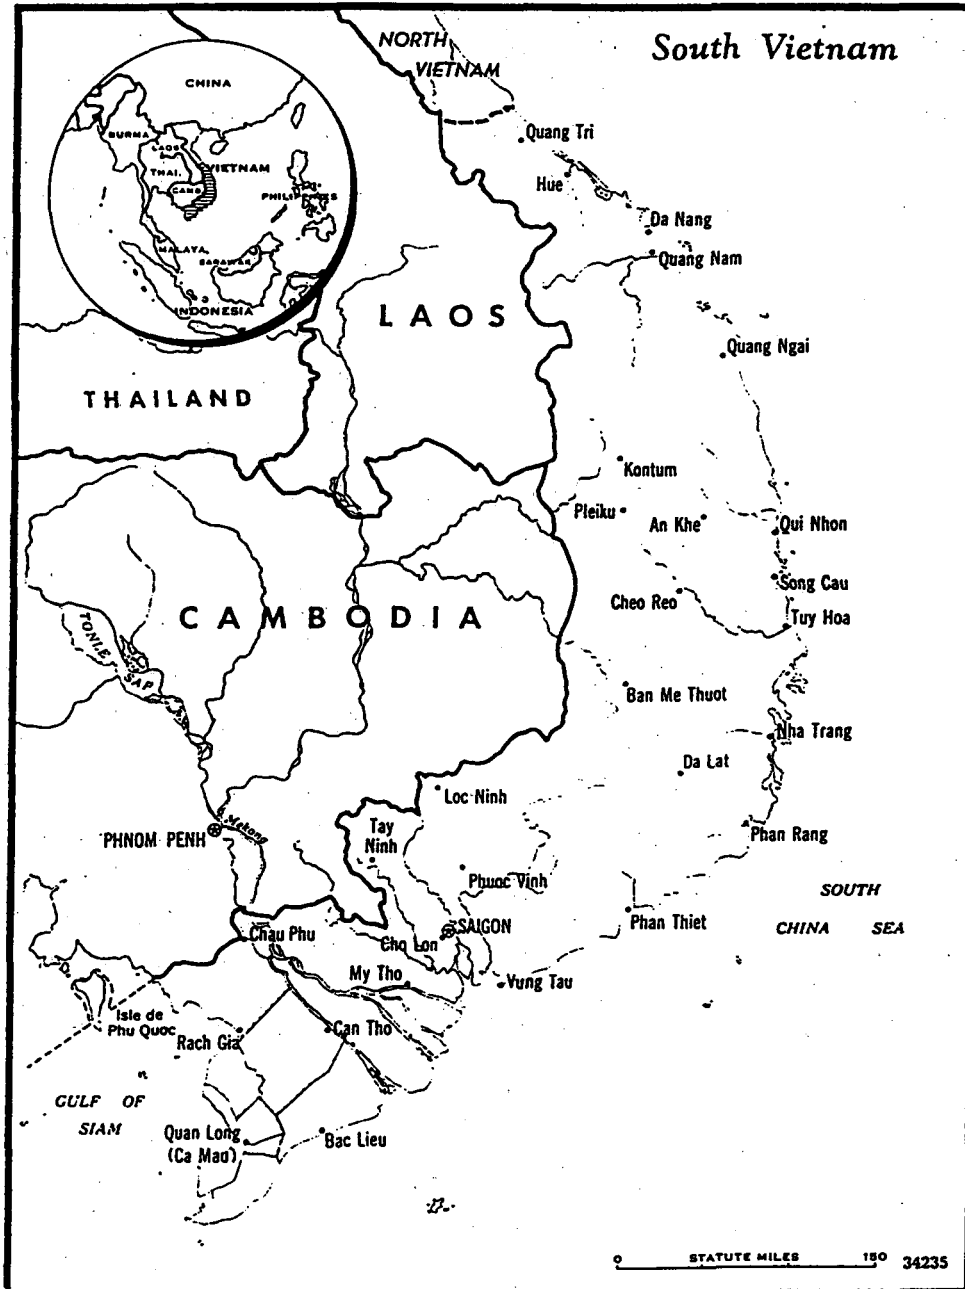 South Vietnam
NORTH
VIETNAM
CHINA
BURMA
LAOS
THAI.
VIETNAM
CAMB
PHILIPPINES
MALAYA
SARAWAK
INDONESIA
Quang Tri
Hue
Da Nang
Quang Nam
LAOS
Quang Ngai
THAILAND
Kontum
Pleiku
An Khe
Qui Nhon
Song Cau
Cheo Reo
Tuy Hoa
CAMBODIA
TONLE
SAP
Ban Me Thuot
Nha Trang
Da Lat
Loc Ninh
Mekong
PHNOM PENH
Tay
Ninh
Phan Rang
Phuoc Vinh
SOUTH
CHINA SEA
Phan Thiet
SAIGON
Cho Lon
Chau Phu
My Tho
Vung Tau
Isle de
Phu Quoc
Rach Gia
Can Tho
GULF OF
SIAM
Quan Long
(Ca Mau)
Bac Lieu
0 STATUTE MILES 150
34235